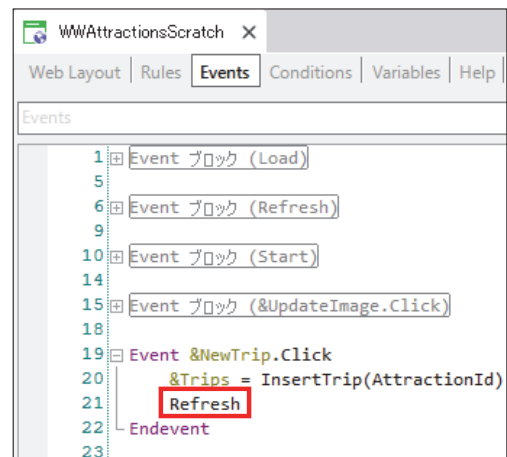 WWAttractionsScratch ×
Web Layout | Rules | Events | Conditions | Variables | Help |
Events
1 Event ブロック (Load)
5
6 Event ブロック (Refresh)
9
10 Event ブロック (Start)
14
15 Event ブロック (&UpdateImage.Click)
18
19 Event &NewTrip.Click
20 &Trips = InsertTrip(AttractionId)
21 Refresh
22 Endevent
23